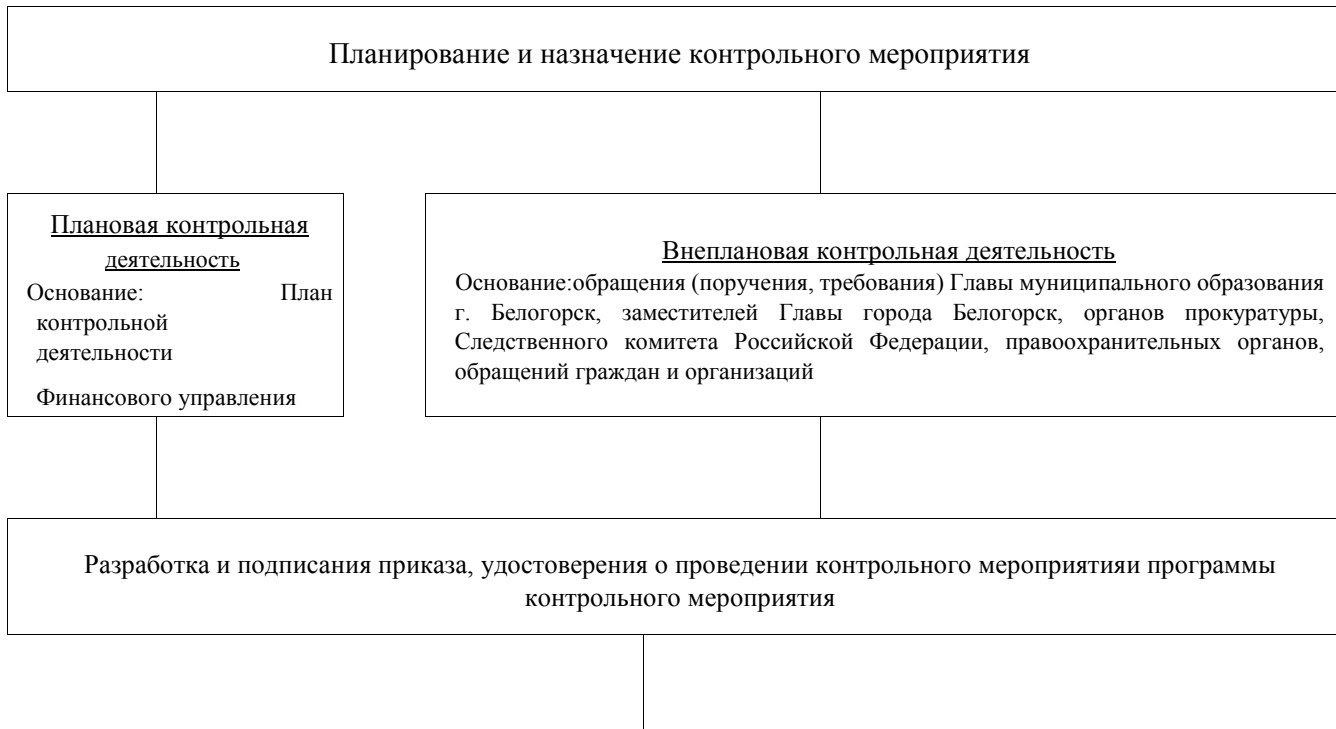 Планирование и назначение контрольного мероприятия
Плановая контрольная
деятельность
Основание: План
контрольной
деятельности
Финансового управления
Внеплановая контрольная деятельность
Основание:обращения (поручения, требования) Главы муниципального образования
г. Белогорск, заместителей Главы города Белогорск, органов прокуратуры,
Следственного комитета Российской Федерации, правоохранительных органов,
обращений граждан и организаций
Разработка и подписания приказа, удостоверения о проведении контрольного мероприятияи программы
контрольного мероприятия